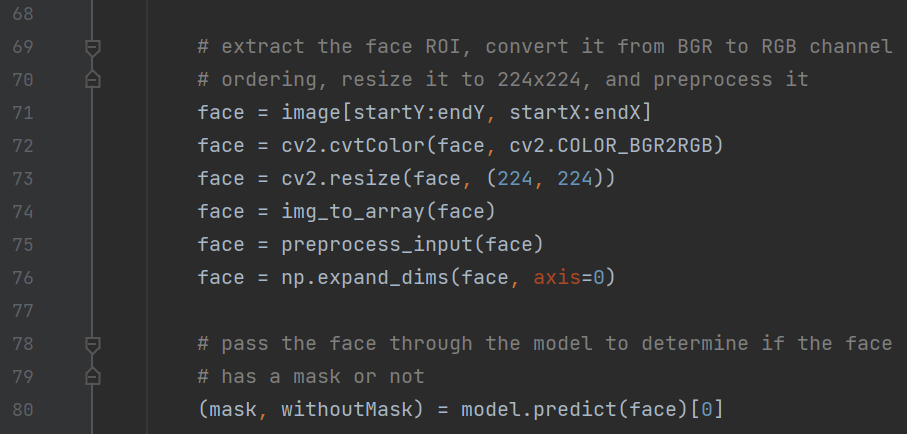 68
69 # extract the face ROI, convert it from BGR to RGB channel
70 # ordering, resize it to 224x224, and preprocess it
71 face = image[startY:endY, startX:endX]
72 face = cv2.cvtColor(face, cv2.COLOR_BGR2RGB)
73 face = cv2.resize(face, (224, 224))
74 face = img_to_array(face)
75 face = preprocess_input(face)
76 face = np.expand_dims(face, axis=0)
77
78 # pass the face through the model to determine if the face
79 # has a mask or not
80 (mask, withoutMask) = model.predict(face)[0]